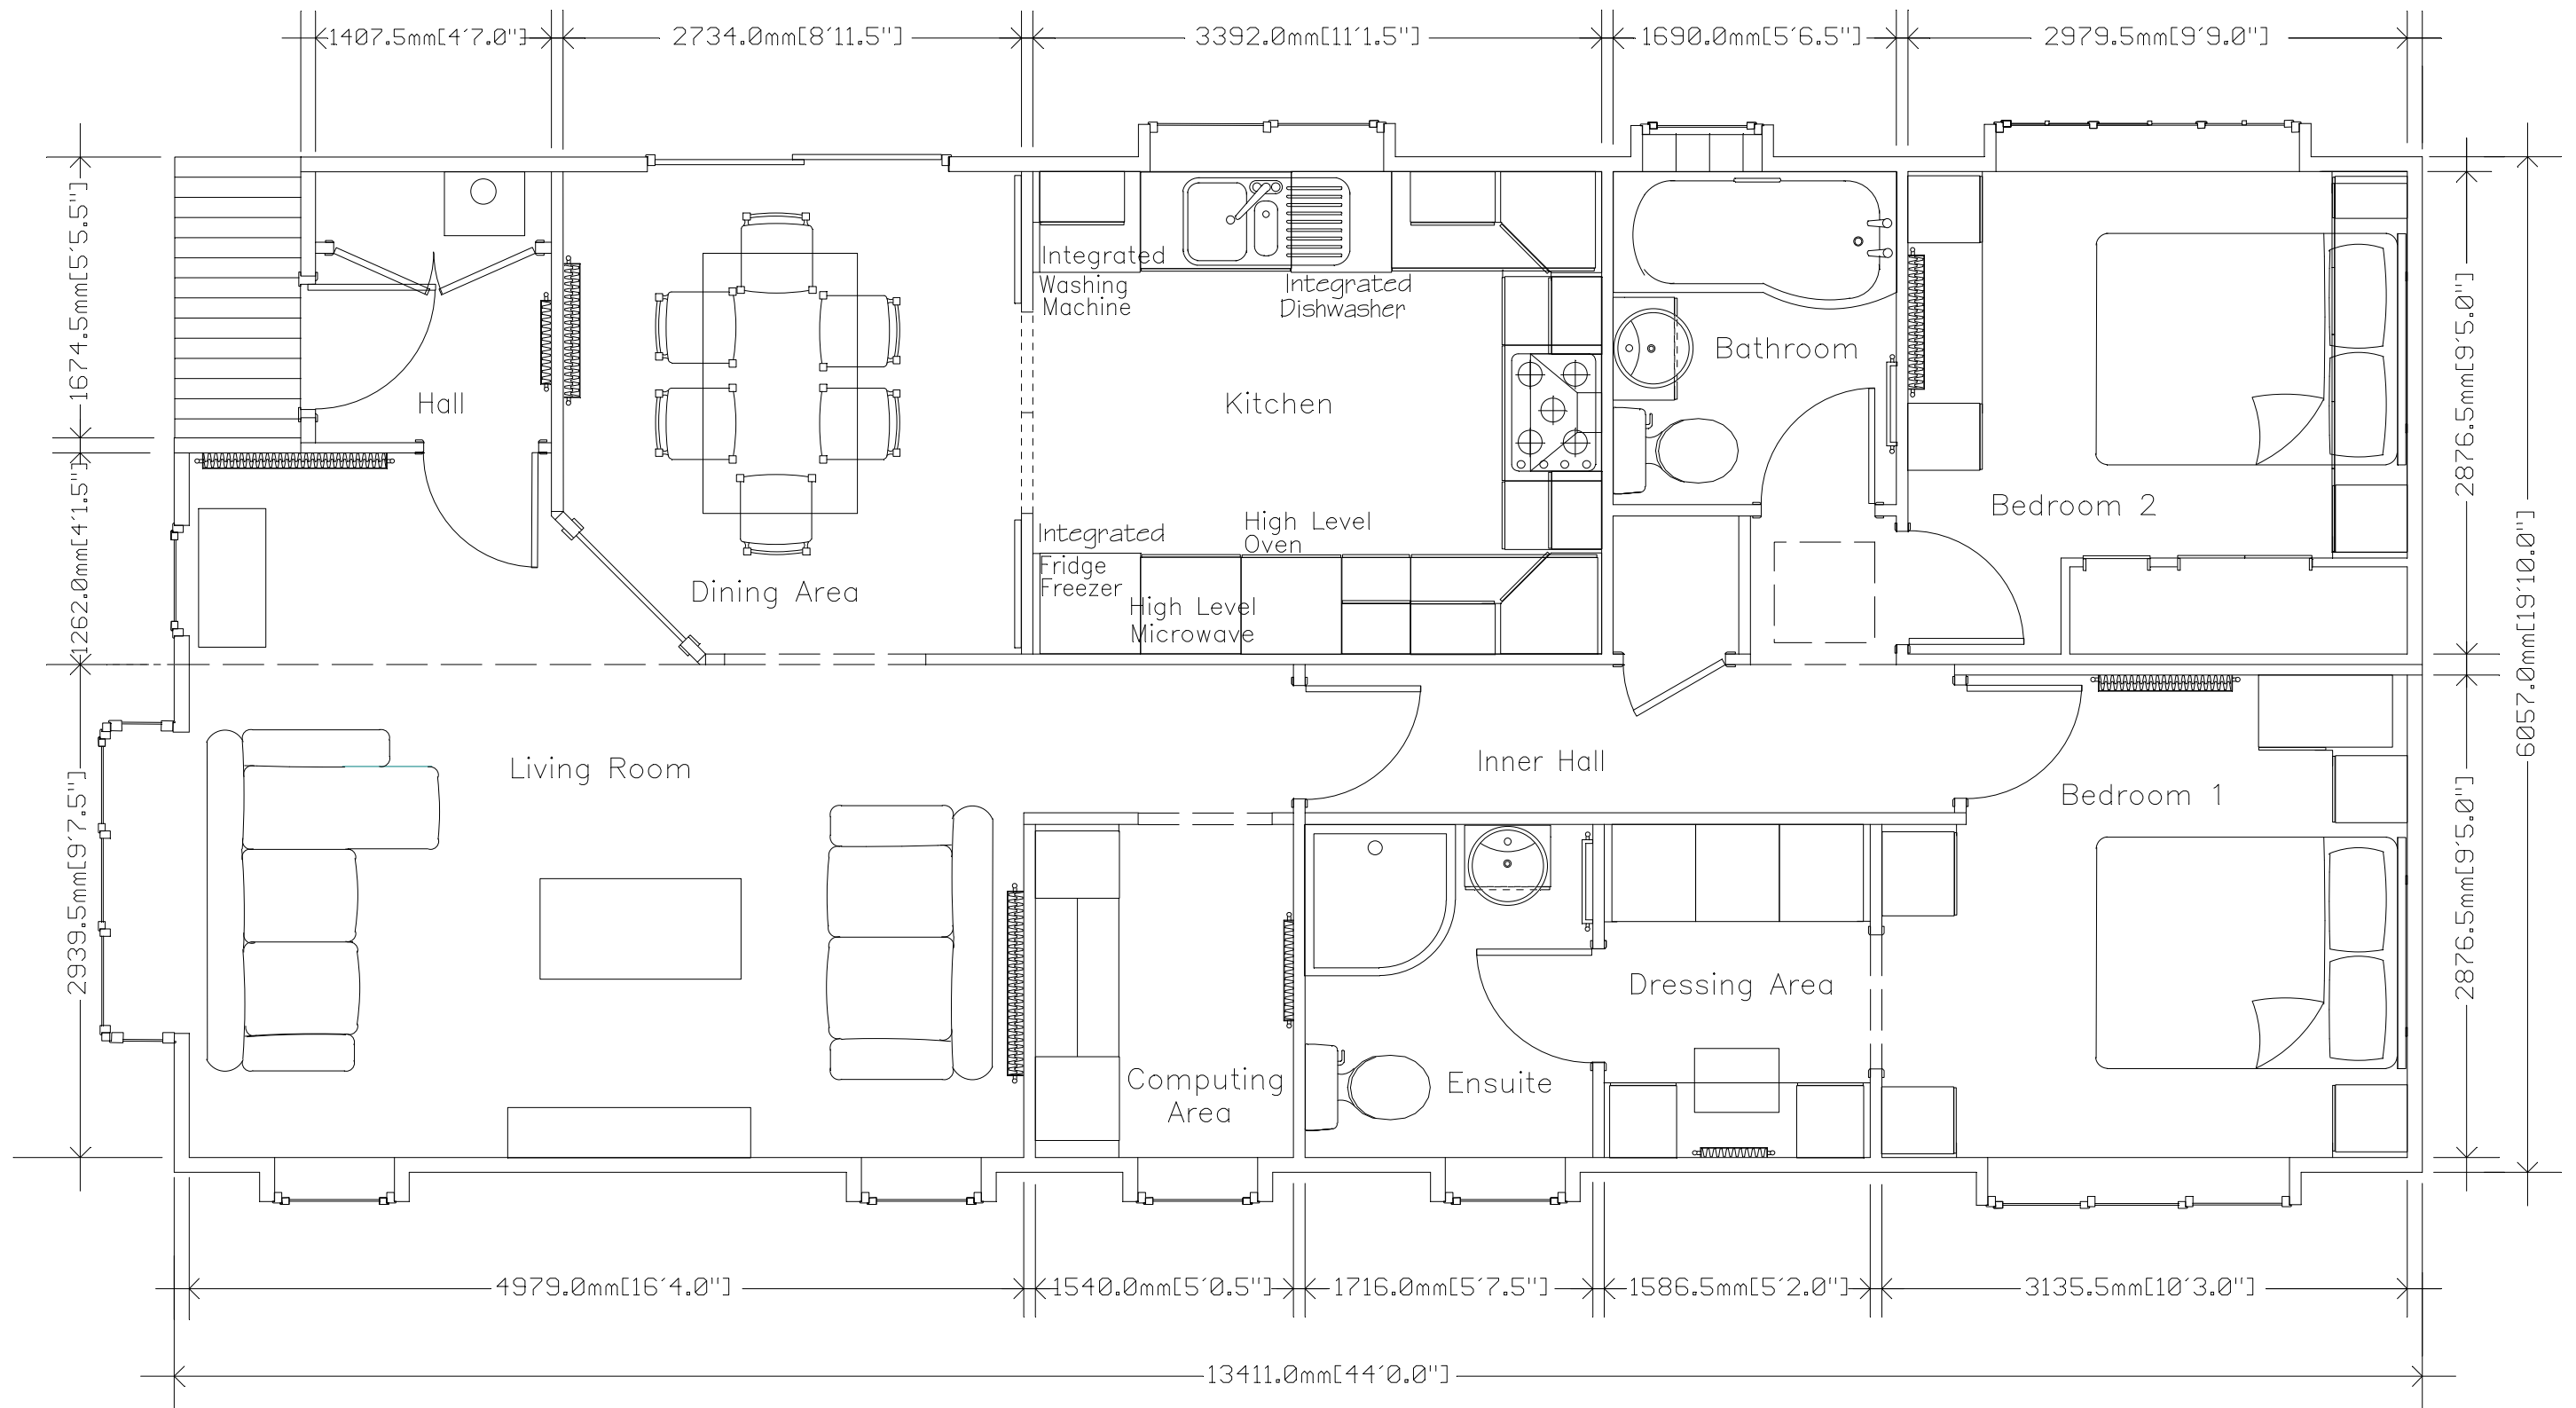 1407.5mm[4'7.0"]
2734.0mm[8'11.5"]
3392.0mm[11'1.5"]
1690.0mm[5'6.5"]
2979.5mm[9'9.0"]
1674.5mm[5'5.5"]
1262.0mm[4'1.5"]
2939.5mm[9'7.5"]
Hall
Dining Area
Integrated
Washing
Machine
Integrated
Dishwasher
Kitchen
Integrated
Fridge
Freezer
High Level
Oven
High Level
Microwave
Bathroom
Bedroom 2
Living Room
Inner Hall
Bedroom 1
Computing
Area
Ensuite
Dressing Area
2876.5mm[9'5.0"]
2876.5mm[9'5.0"]
6057.0mm[19'10.0"]
4979.0mm[16'4.0"]
1540.0mm[5'0.5"]
1716.0mm[5'7.5"]
1586.5mm[5'2.0"]
3135.5mm[10'3.0"]
13411.0mm[44'0.0"]